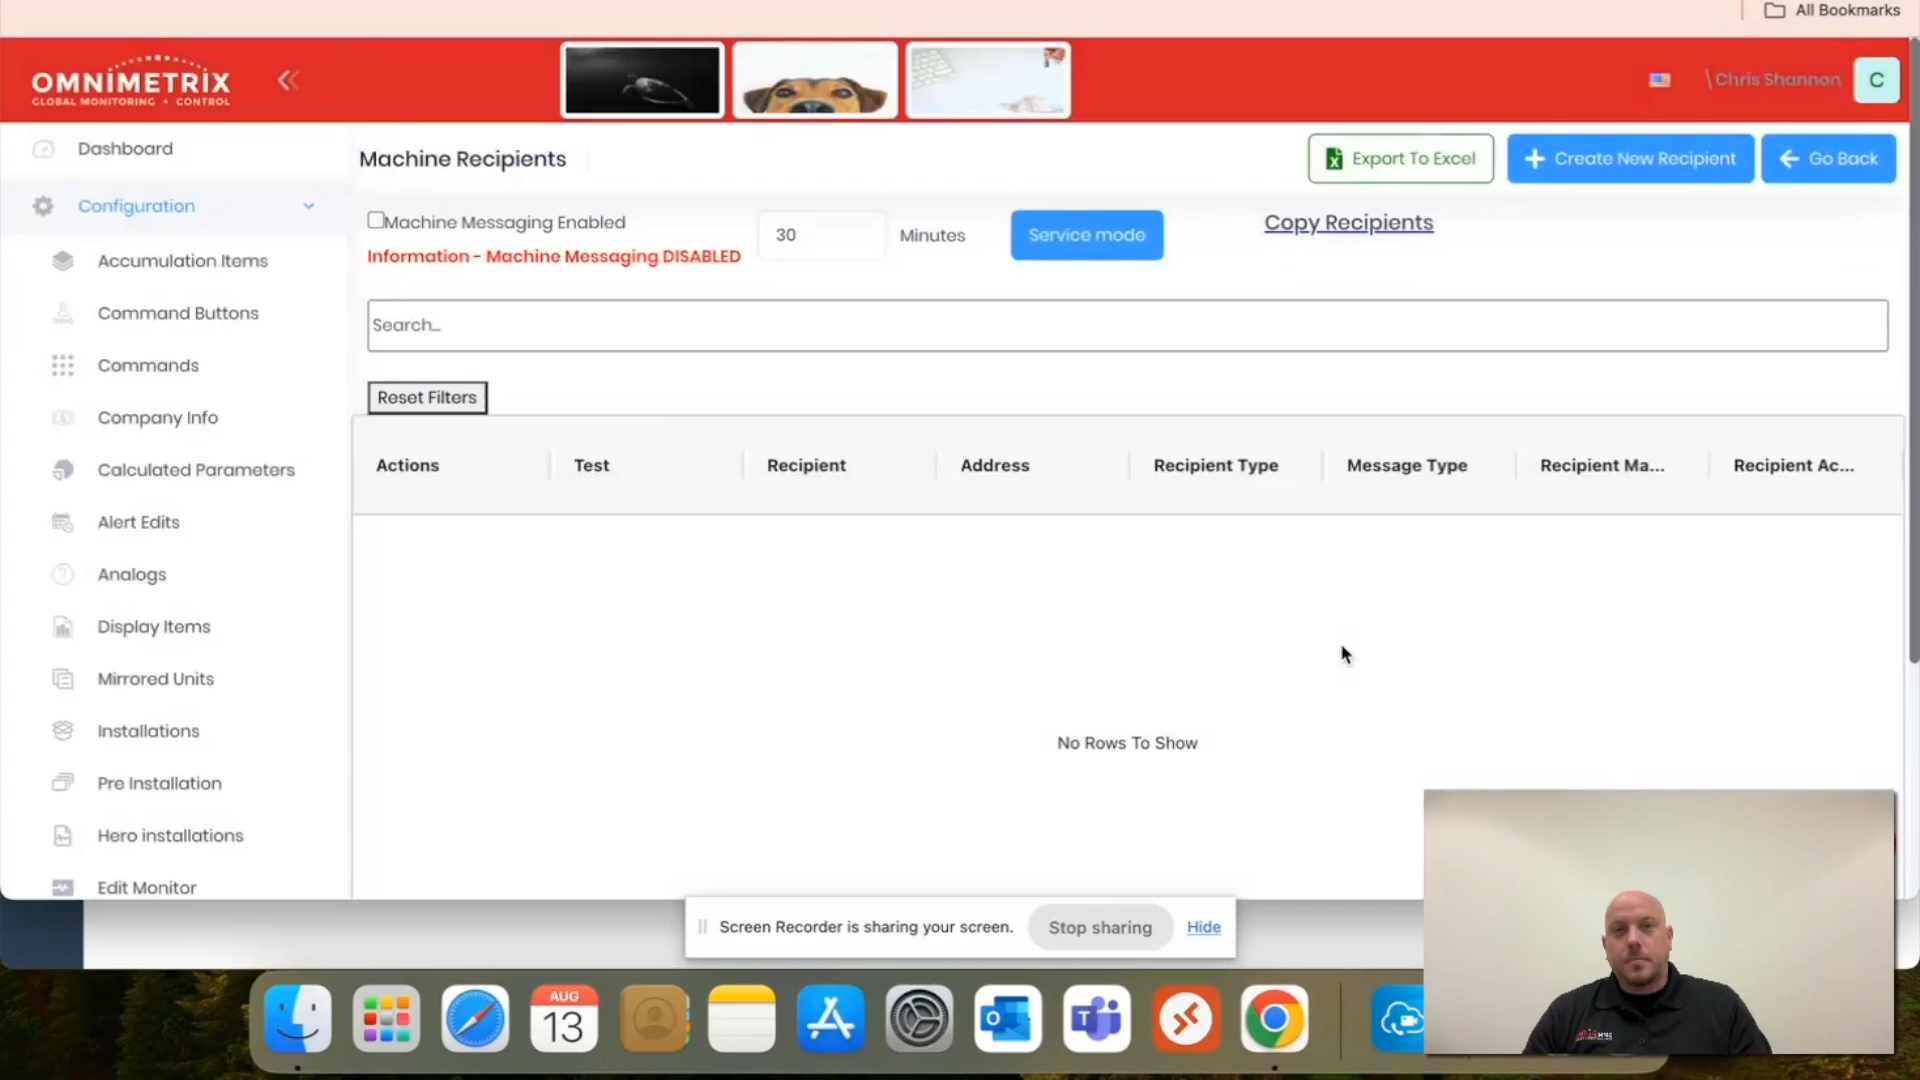 All Bookmarks
OMNIMETRIX
GLOBAL MONITORING + CONTROL
\Chris Shannon
C
Dashboard
Configuration
Accumulation Items
Command Buttons
Commands
Company Info
Calculated Parameters
Alert Edits
Analogs
Display Items
Mirrored Units
Installations
Pre Installation
Hero installations
Edit Monitor
Machine Recipients
Export To Excel
Create New Recipient
Go Back
Machine Messaging Enabled
Information - Machine Messaging DISABLED
30
Minutes
Service mode
Copy Recipients
Search...
Reset Filters
Actions
Test
Recipient
Address
Recipient Type
Message Type
Recipient Ma...
Recipient Ac...
No Rows To Show
Screen Recorder is sharing your screen.
Stop sharing
Hide
AUG
13